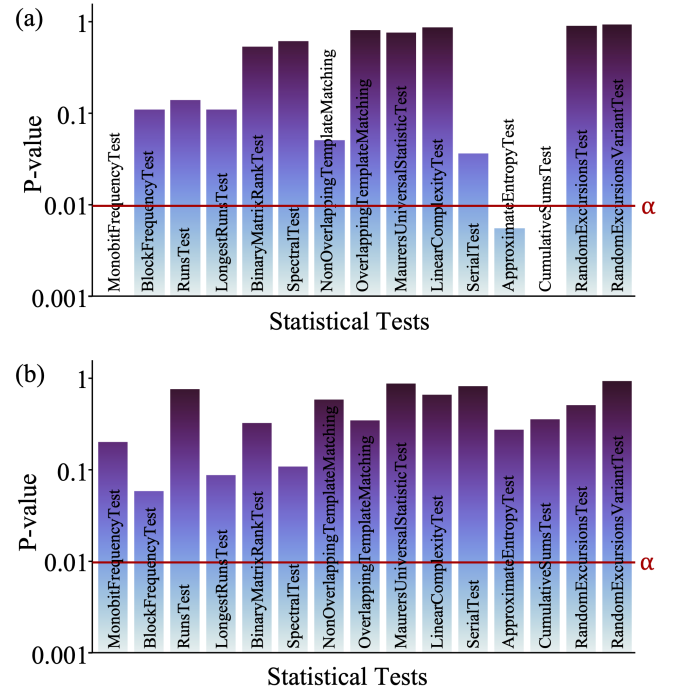 (a)
P-value
1
0.1
0.01
0.001
α
MonobitFrequencyTest
BlockFrequencyTest
RunsTest
LongestRunsTest
BinaryMatrixRankTest
SpectralTest
NonOverlappingTemplateMatching
OverlappingTemplateMatching
MaurersUniversalStatisticTest
LinearComplexityTest
SerialTest
ApproximateEntropyTest
CumulativeSumsTest
RandomExcursionsTest
RandomExcursionsVariantTest
Statistical Tests
(b)
P-value
1
0.1
0.01
0.001
α
MonobitFrequencyTest
BlockFrequencyTest
RunsTest
LongestRunsTest
BinaryMatrixRankTest
SpectralTest
NonOverlappingTemplateMatching
OverlappingTemplateMatching
MaurersUniversalStatisticTest
LinearComplexityTest
SerialTest
ApproximateEntropyTest
CumulativeSumsTest
RandomExcursionsTest
RandomExcursionsVariantTest
Statistical Tests